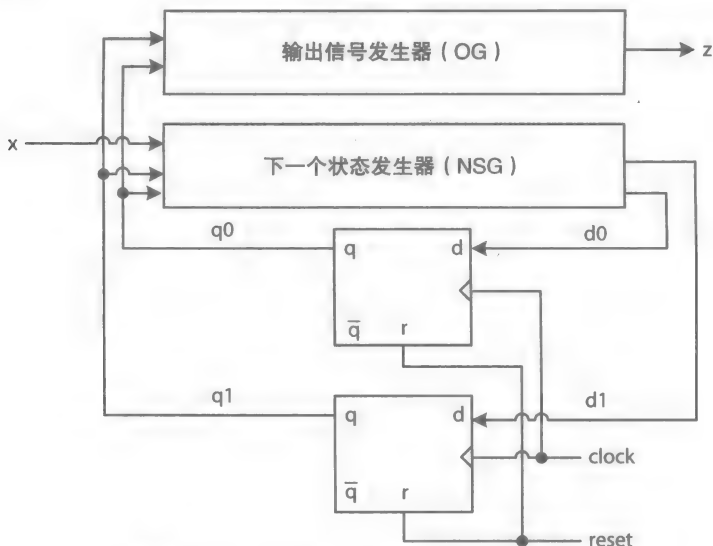 输出信号发生器（OG）
z
x
下一个状态发生器（NSG）
q0
q
d
d0
q̅
r
q1
q
d
d1
q̅
r
clock
reset